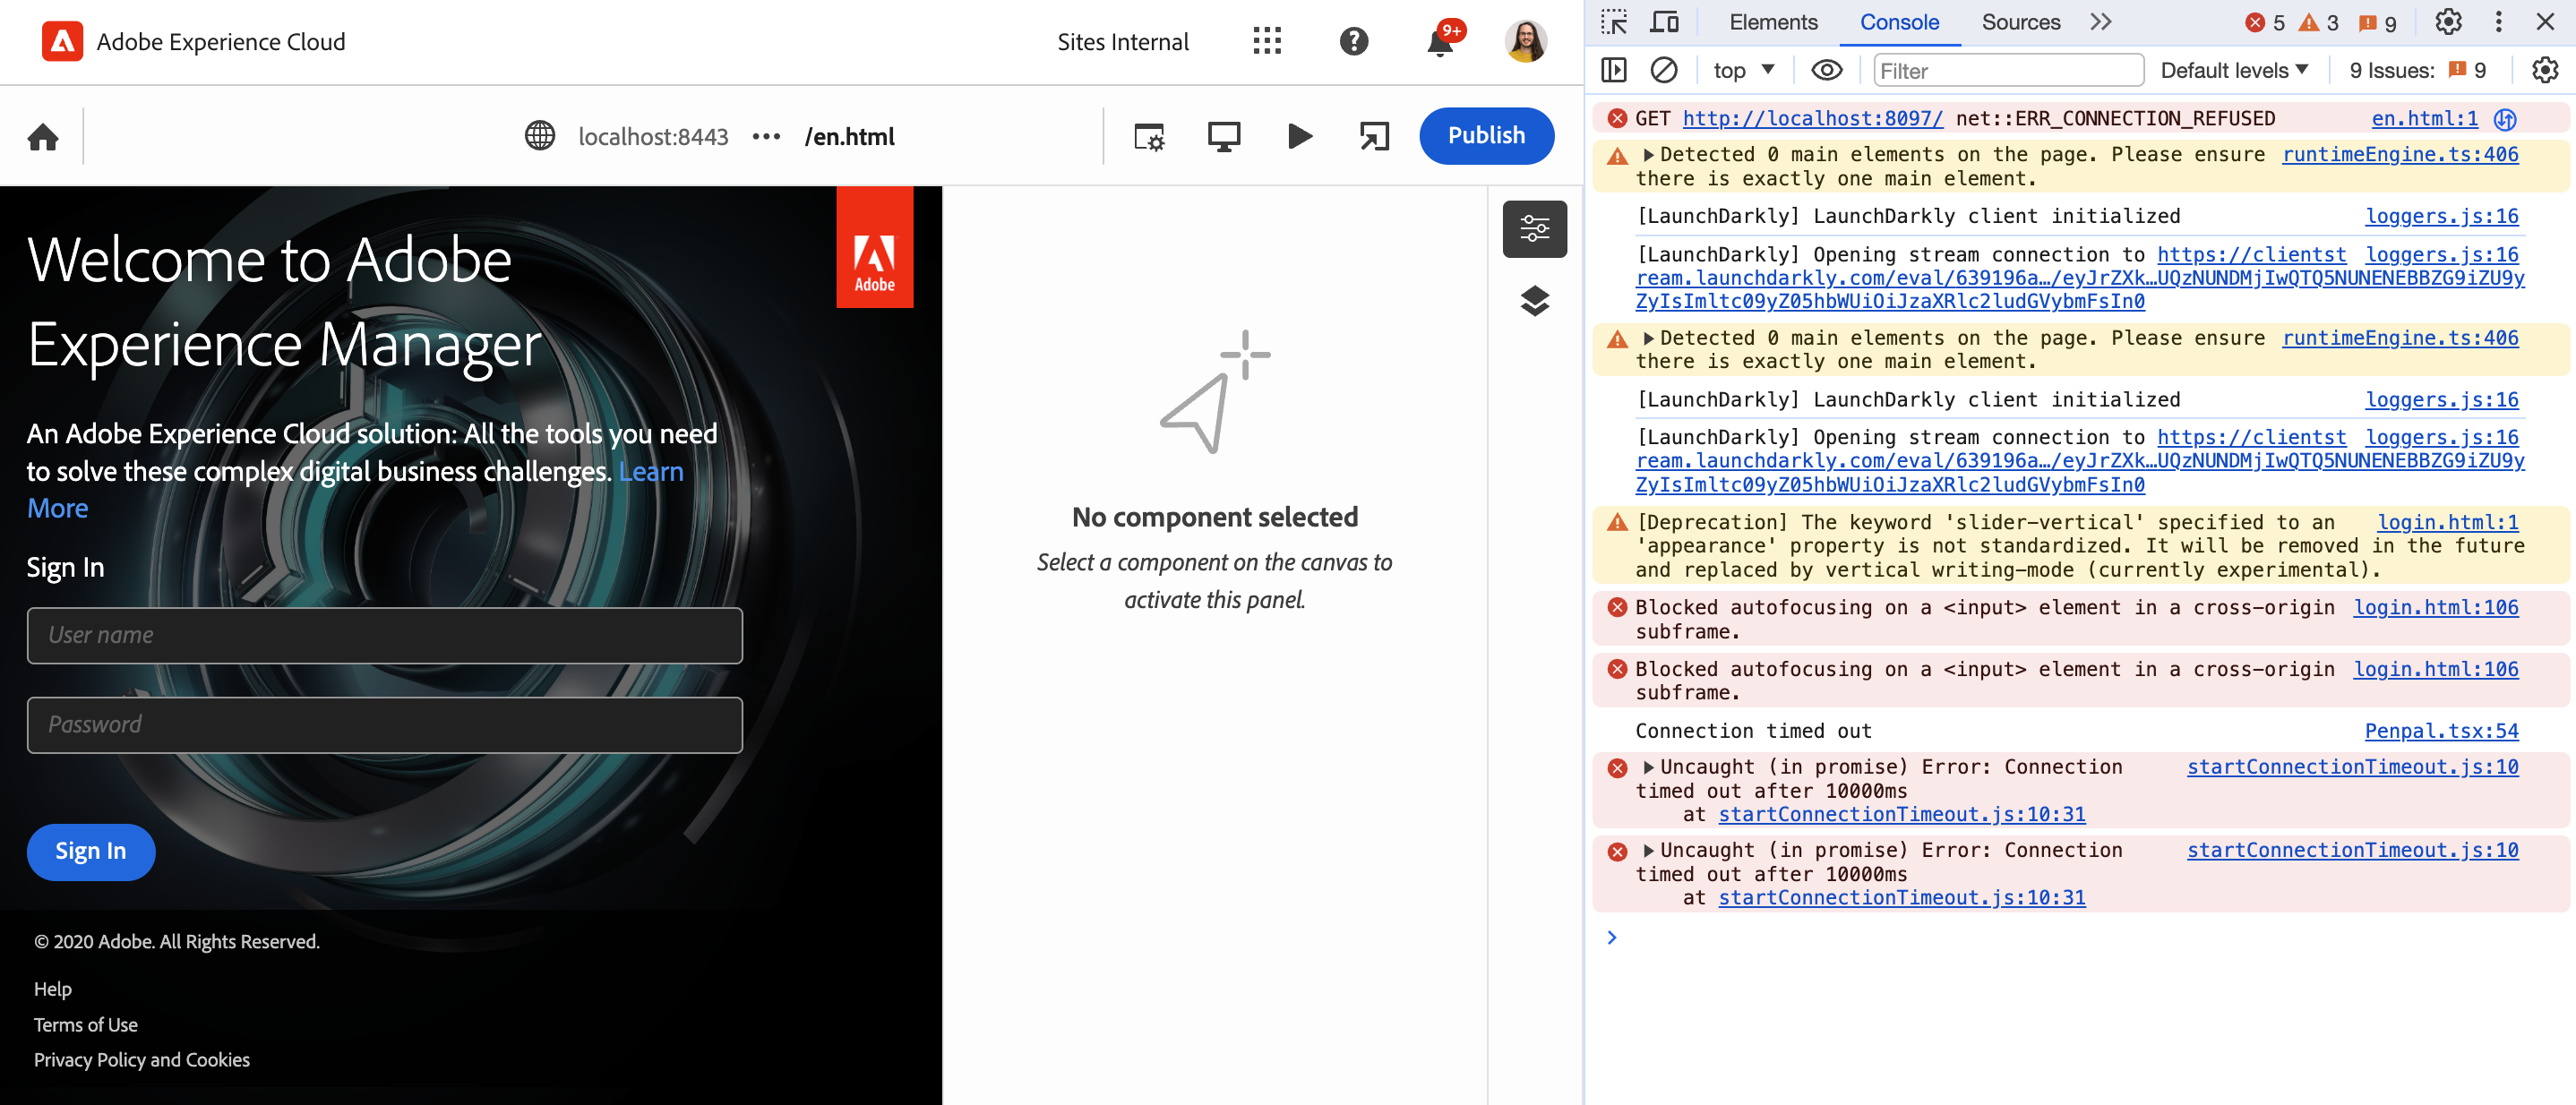 Adobe Experience Cloud
Sites Internal
9+
localhost:8443 ••• /en.html
Publish
Welcome to Adobe
Experience Manager
Adobe
An Adobe Experience Cloud solution: All the tools you need
to solve these complex digital business challenges. Learn
More
Sign In
User name
Password
Sign In
© 2020 Adobe. All Rights Reserved.
Help
Terms of Use
Privacy Policy and Cookies
No component selected
Select a component on the canvas to
activate this panel.
Elements Console Sources 5 3 9
top Filter Default levels 9 Issues: 9
GET http://localhost:8097/ net::ERR_CONNECTION_REFUSED en.html:1
Detected 0 main elements on the page. Please ensure runtimeEngine.ts:406
there is exactly one main element.
[LaunchDarkly] LaunchDarkly client initialized loggers.js:16
[LaunchDarkly] Opening stream connection to https://clientst loggers.js:16
ream.launchdarkly.com/eval/639196a…/eyJrZXk…UQzNUNDMjIwQTQ5NUNENEBBZG9iZU9y
ZyIsImltc09yZ05hbWUiOiJzaXRlc2ludGVybmFsIn0
Detected 0 main elements on the page. Please ensure runtimeEngine.ts:406
there is exactly one main element.
[LaunchDarkly] LaunchDarkly client initialized loggers.js:16
[LaunchDarkly] Opening stream connection to https://clientst loggers.js:16
ream.launchdarkly.com/eval/639196a…/eyJrZXk…UQzNUNDMjIwQTQ5NUNENEBBZG9iZU9y
ZyIsImltc09yZ05hbWUiOiJzaXRlc2ludGVybmFsIn0
[Deprecation] The keyword 'slider-vertical' specified to an login.html:1
'appearance' property is not standardized. It will be removed in the future
and replaced by vertical writing-mode (currently experimental).
Blocked autofocusing on a <input> element in a cross-origin login.html:106
subframe.
Blocked autofocusing on a <input> element in a cross-origin login.html:106
subframe.
Connection timed out Penpal.tsx:54
Uncaught (in promise) Error: Connection startConnectionTimeout.js:10
timed out after 10000ms
at startConnectionTimeout.js:10:31
Uncaught (in promise) Error: Connection startConnectionTimeout.js:10
timed out after 10000ms
at startConnectionTimeout.js:10:31